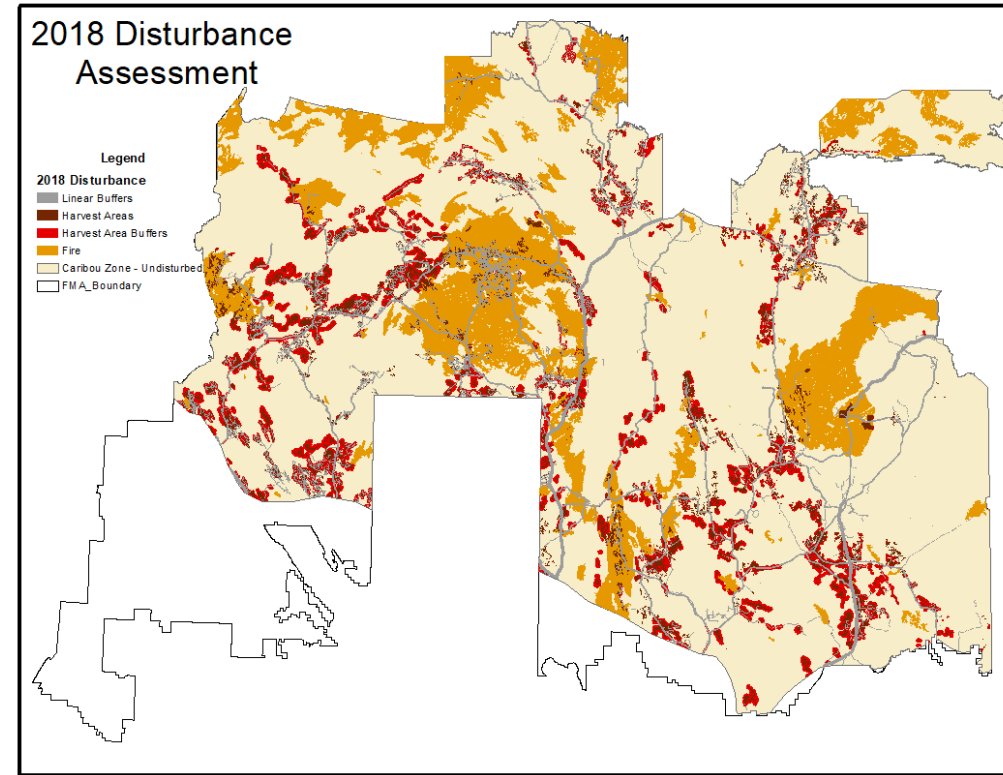 2018 Disturbance
Assessment
Legend
2018 Disturbance
Linear Buffers
Harvest Areas
Harvest Area Buffers
Fire
Caribou Zone - Undisturbed
FMA_Boundary